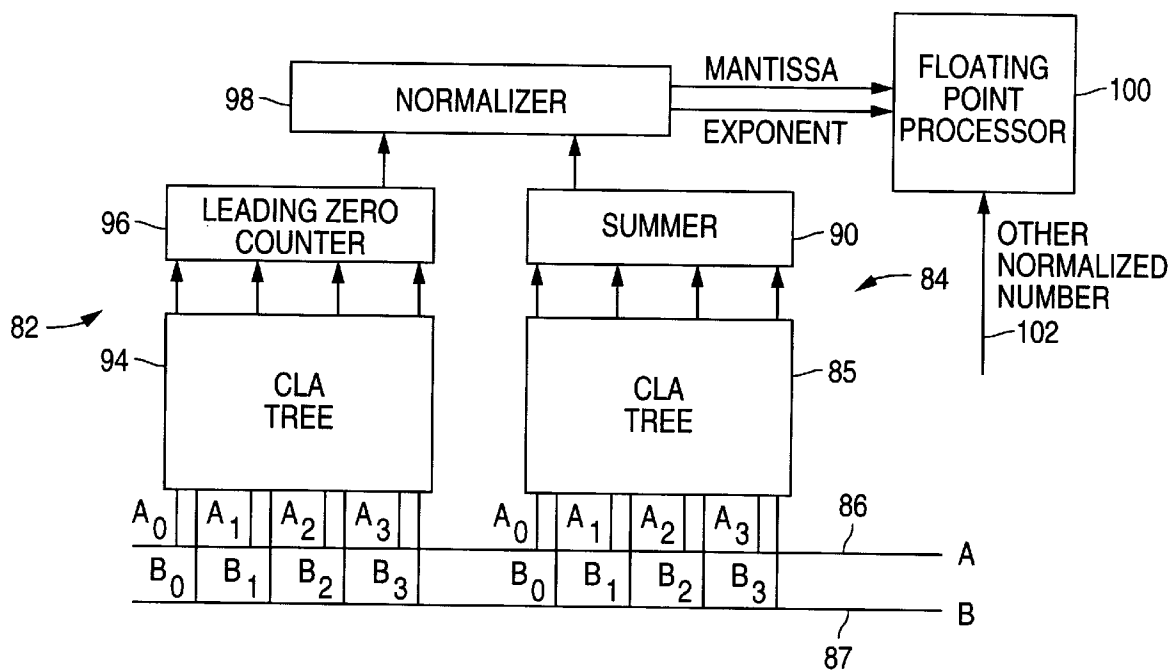 FLOATING
POINT
PROCESSOR
100
MANTISSA
EXPONENT
98
NORMALIZER
96
LEADING ZERO
COUNTER
SUMMER
90
OTHER
NORMALIZED
NUMBER
102
82
84
94
CLA
TREE
CLA
TREE
85
A0 A1 A2 A3
A0 A1 A2 A3
86
A
B0 B1 B2 B3
B0 B1 B2 B3
B
87